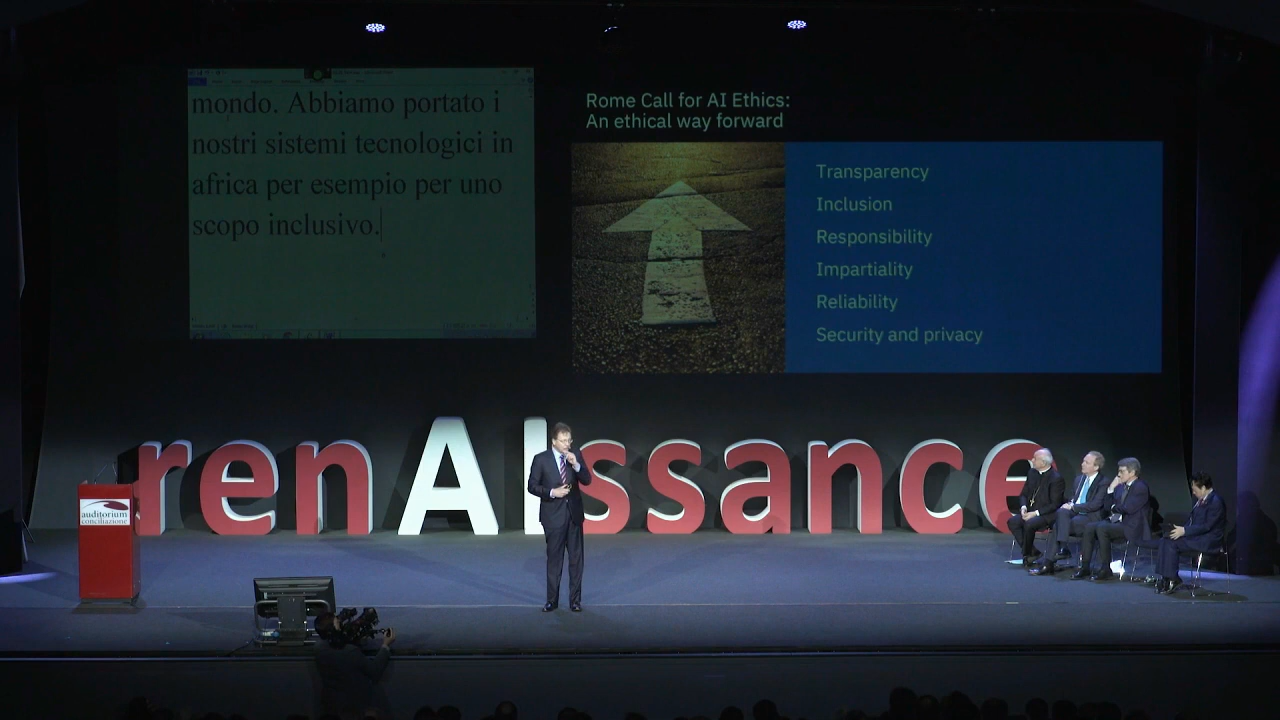 mondo. Abbiamo portato i
nostri sistemi tecnologici in
africa per esempio per uno
scopo inclusivo.
Rome Call for AI Ethics:
An ethical way forward
Transparency
Inclusion
Responsibility
Impartiality
Reliability
Security and privacy
renAIssance
auditorium
conciliazione